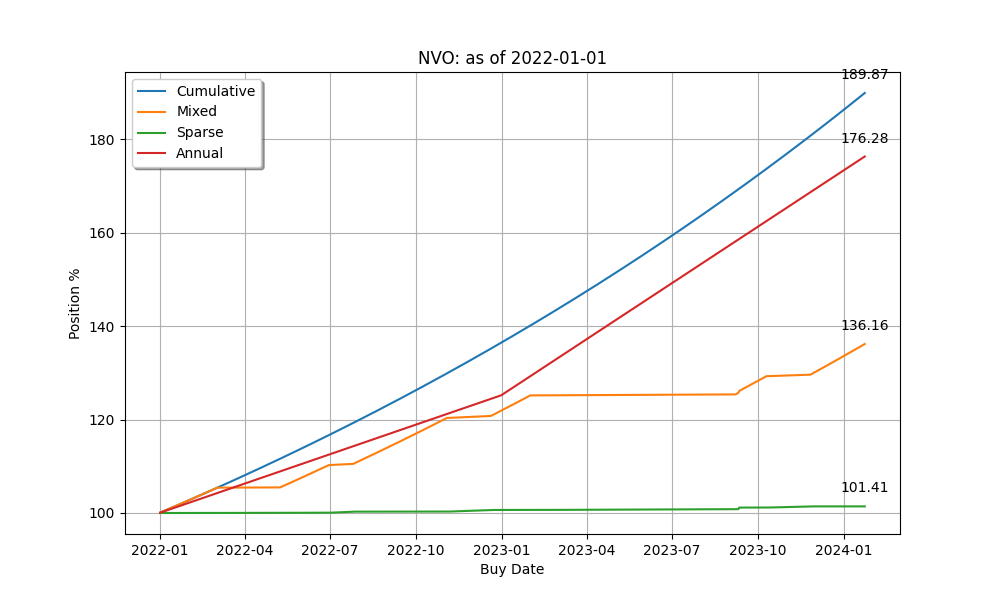 NVO: as of 2022-01-01
189.87
Cumulative
Mixed
Sparse
Annual
176.28
136.16
101.41
180
160
140
120
100
Position %
2022-01 2022-04 2022-07 2022-10 2023-01 2023-04 2023-07 2023-10 2024-01
Buy Date